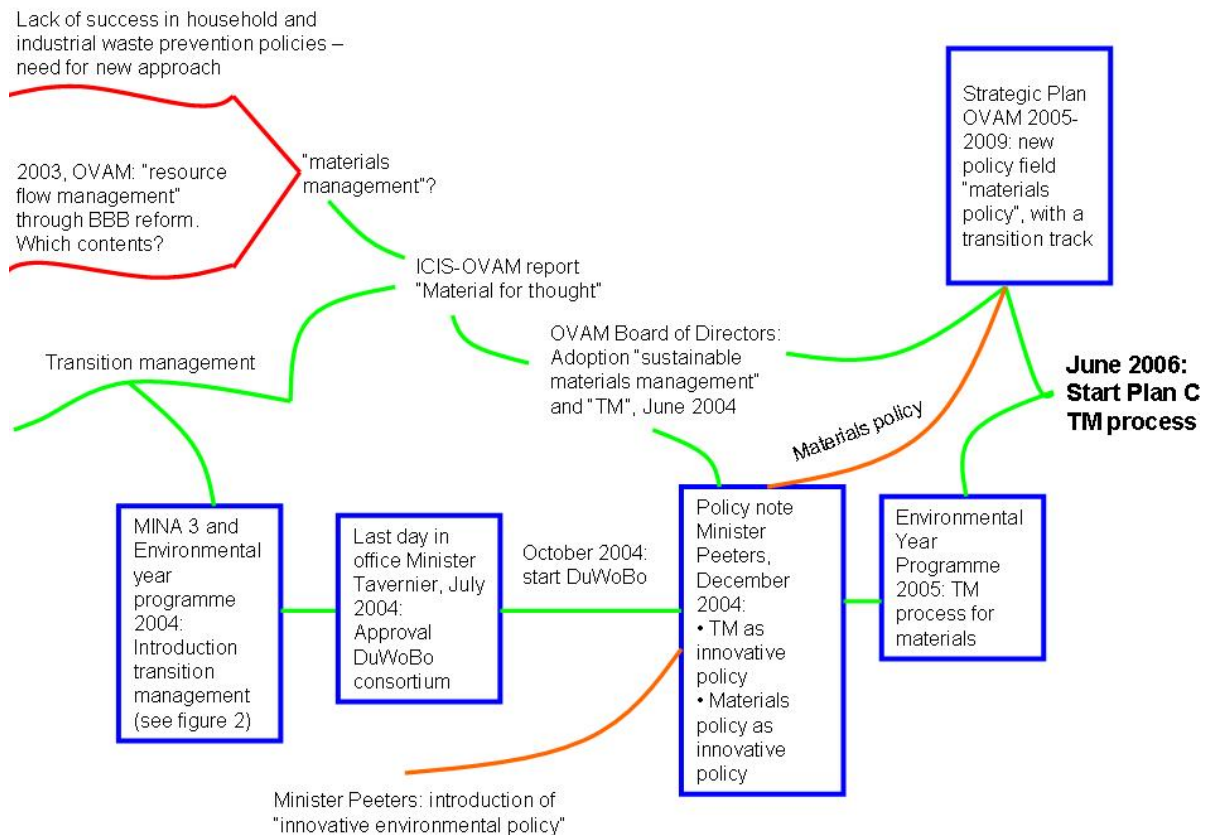 Lack of success in household and
industrial waste prevention policies –
need for new approach
2003, OVAM: "resource
flow management"
through BBB reform.
Which contents?
"materials
management"?
Strategic Plan
OVAM 2005-
2009: new
policy field
"materials
policy", with a
transition track
ICIS-OVAM report
"Material for thought"
Transition management
OVAM Board of Directors:
Adoption "sustainable
materials management"
and "TM", June 2004
June 2006:
Start Plan C
TM process
Materials policy
MINA 3 and
Environmental
year
programme
2004:
Introduction
transition
management
(see figure 2)
Last day in
office Minister
Tavernier, July
2004:
Approval
DuWoBo
consortium
October 2004:
start DuWoBo
Policy note
Minister
Peeters,
December
2004:
• TM as
innovative
policy
• Materials
policy as
innovative
policy
Environmental
Year
Programme
2005: TM
process for
materials
Minister Peeters: introduction of
"innovative environmental policy"